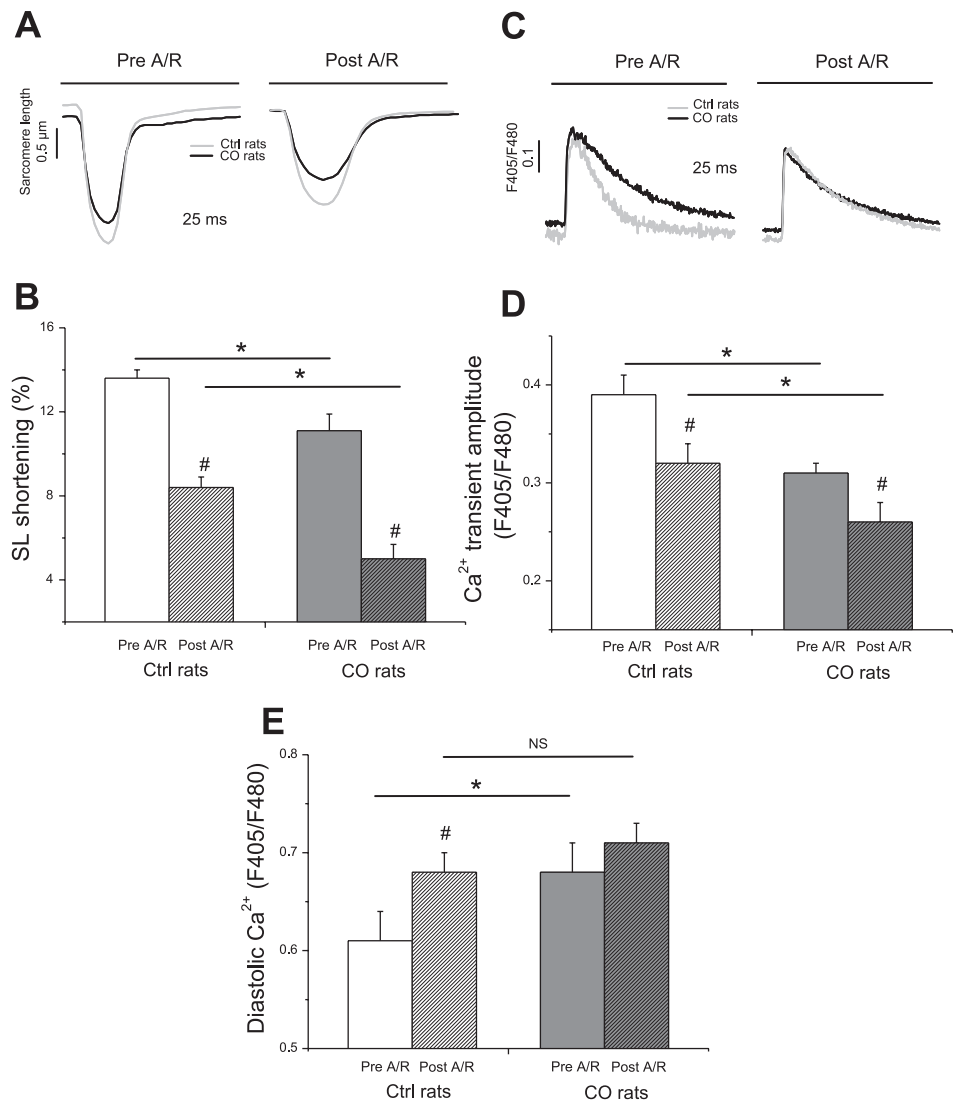 A
Pre A/R
Post A/R
Sarcomere length
0.5 µm
Ctrl rats
CO rats
25 ms
C
Pre A/R
Post A/R
Ctrl rats
CO rats
F405/F480
0.1
25 ms
B
SL shortening (%)
16
12
8
4
*
*
#
#
Pre A/R
Post A/R
Pre A/R
Post A/R
Ctrl rats
CO rats
D
Ca²⁺ transient amplitude
(F405/F480)
0.4
0.3
0.2
*
*
#
#
Pre A/R
Post A/R
Pre A/R
Post A/R
Ctrl rats
CO rats
E
Diastolic Ca²⁺ (F405/F480)
0.8
0.7
0.6
0.5
NS
*
#
Pre A/R
Post A/R
Pre A/R
Post A/R
Ctrl rats
CO rats